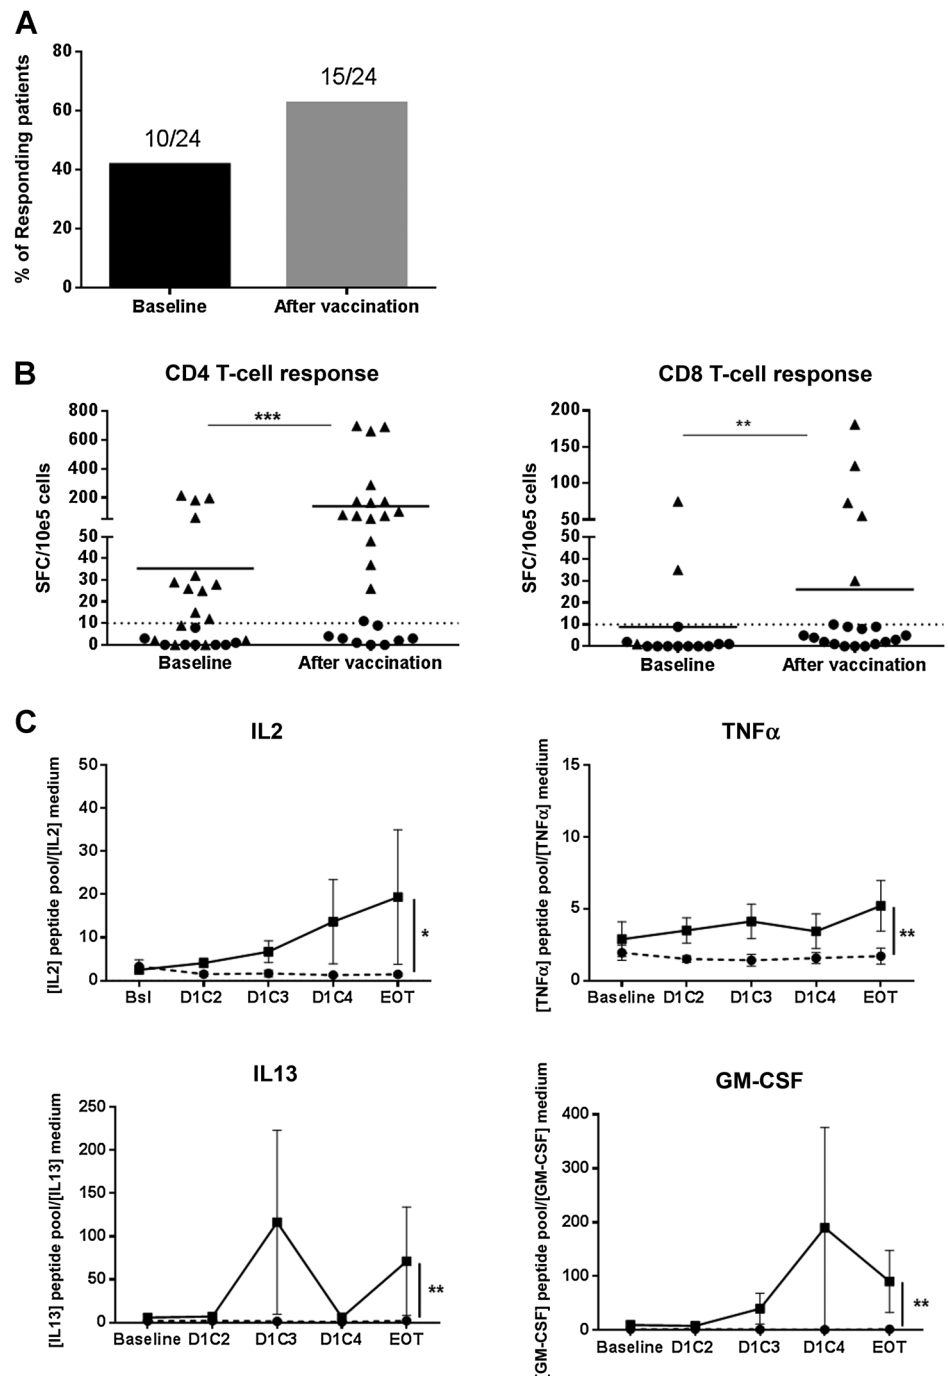 A
% of Responding patients
80
60
40
20
0
10/24
15/24
Baseline
After vaccination
B
CD4 T-cell response
SFC/10e5 cells
800
600
400
200
50
40
30
20
10
0
***
Baseline
After vaccination
CD8 T-cell response
SFC/10e5 cells
200
150
100
50
50
40
30
20
10
0
**
Baseline
After vaccination
C
IL2
[IL2] peptide pool/[IL2] medium
50
40
30
20
10
0
*
Bsl
D1C2
D1C3
D1C4
EOT
TNFα
[TNFα] peptide pool/[TNFα] medium
15
10
5
0
**
Baseline
D1C2
D1C3
D1C4
EOT
IL13
[IL13] peptide pool/[IL13] medium
250
200
150
100
50
0
**
Baseline
D1C2
D1C3
D1C4
EOT
GM-CSF
[GM-CSF] peptide pool/[GM-CSF] medium
400
300
200
100
0
**
Baseline
D1C2
D1C3
D1C4
EOT